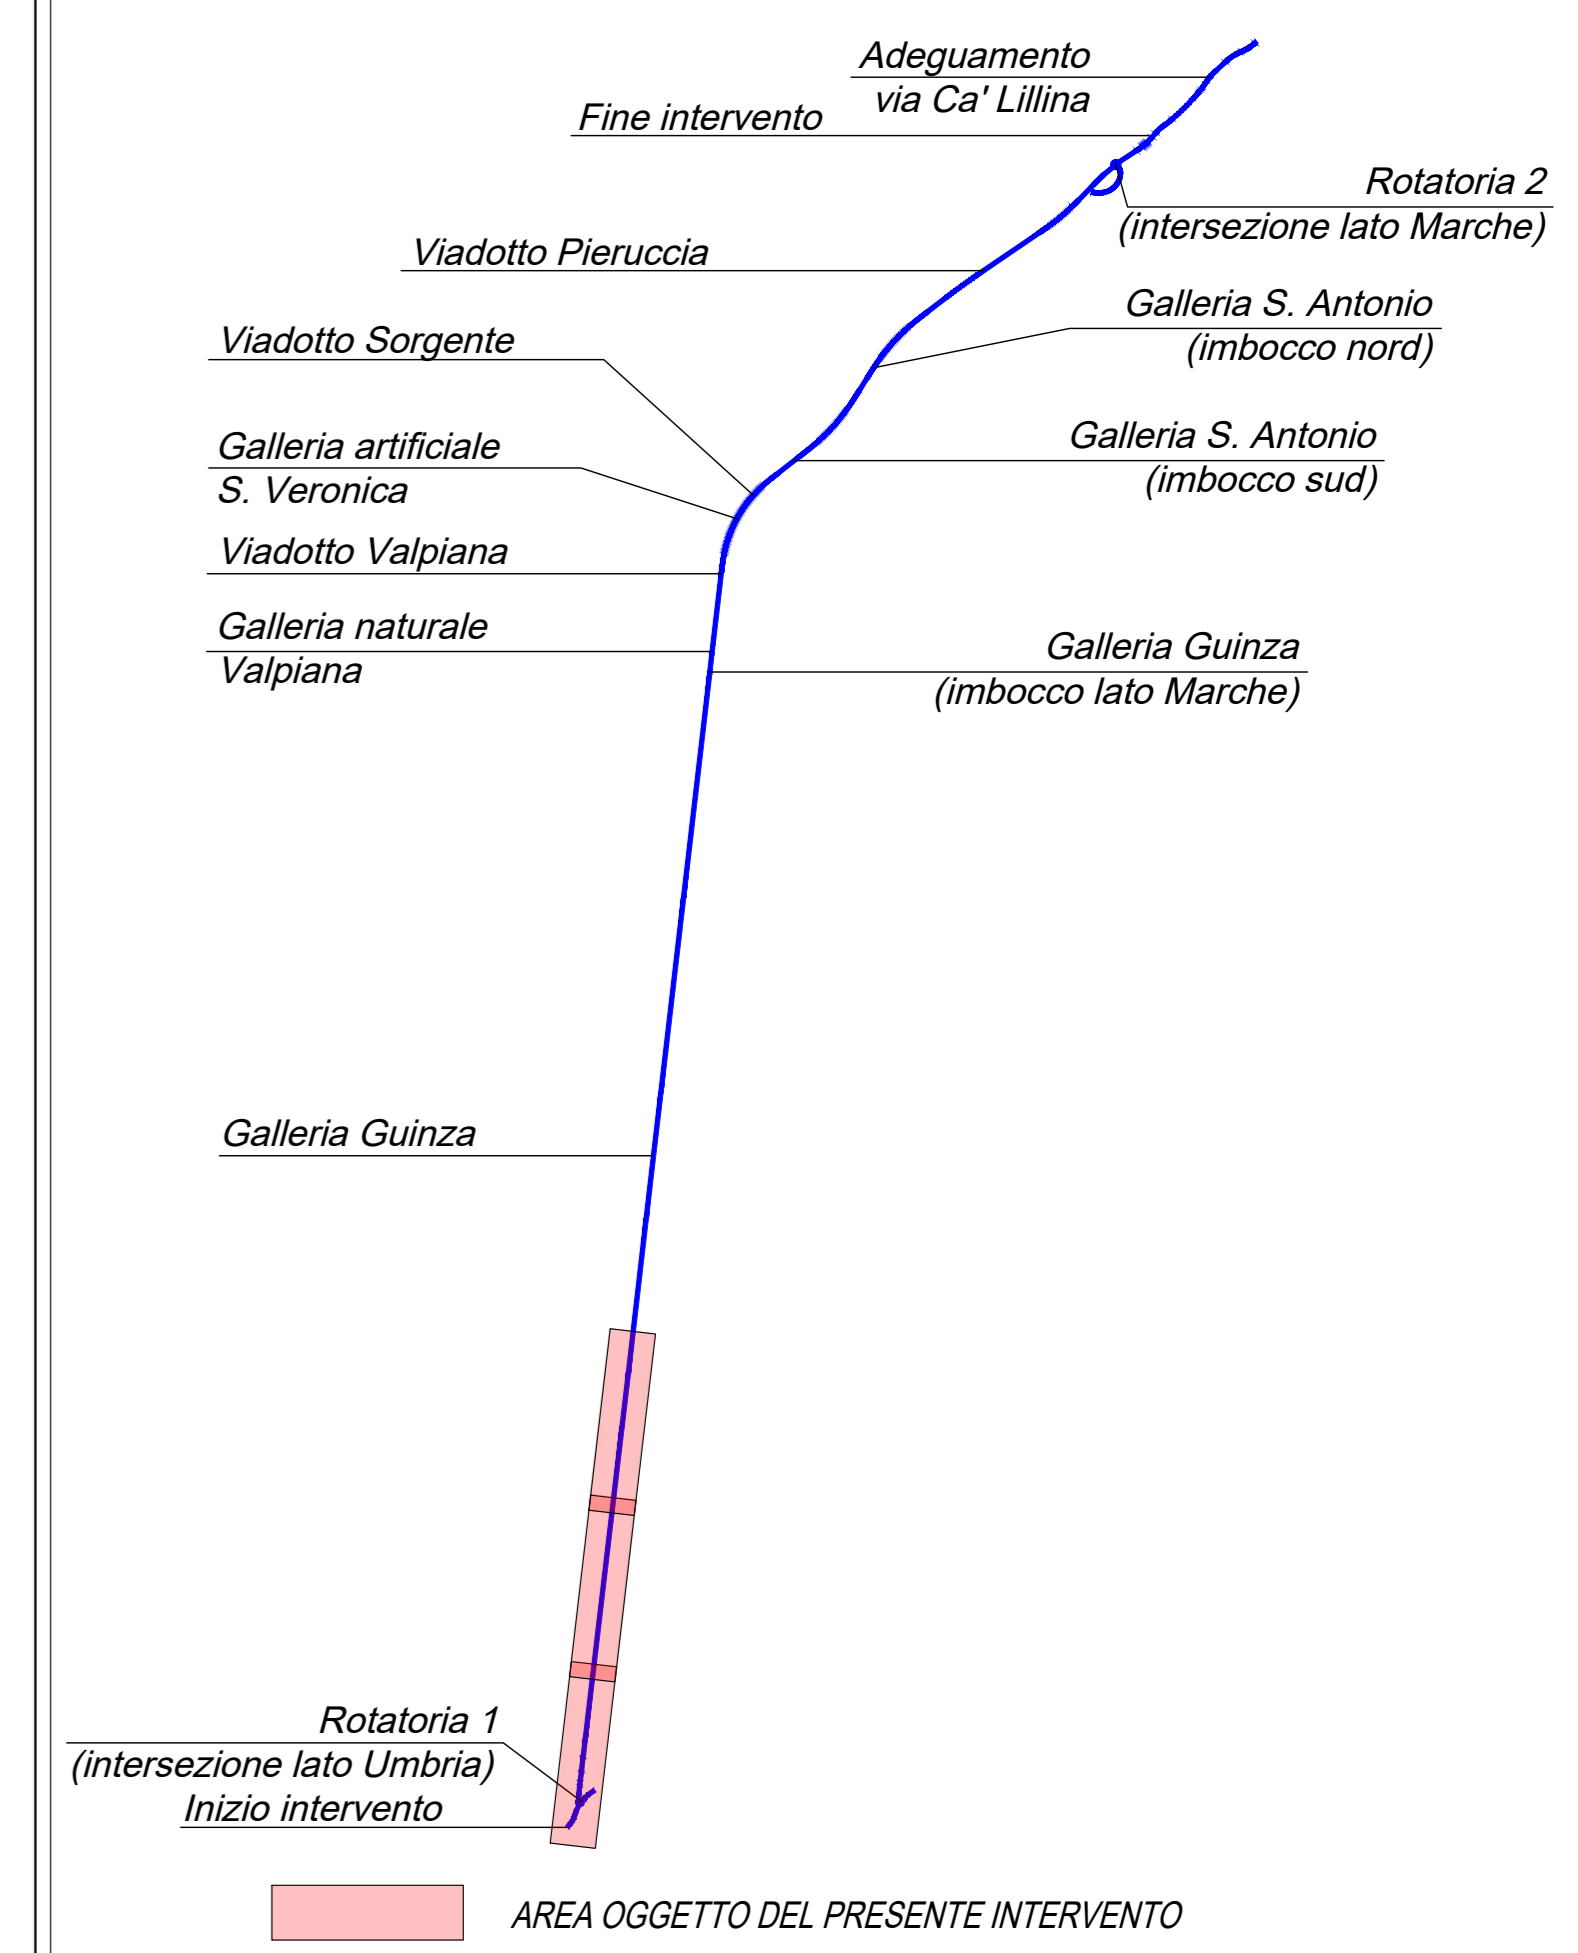 Adeguamento
via Ca' Lillina
Fine intervento
Rotatoria 2
(intersezione lato Marche)
Viadotto Pieruccia
Galleria S. Antonio
(imbocco nord)
Viadotto Sorgente
Galleria artificiale
S. Veronica
Galleria S. Antonio
(imbocco sud)
Viadotto Valpiana
Galleria naturale
Valpiana
Galleria Guinza
(imbocco lato Marche)
Galleria Guinza
Rotatoria 1
(intersezione lato Umbria)
Inizio intervento
AREA OGGETTO DEL PRESENTE INTERVENTO